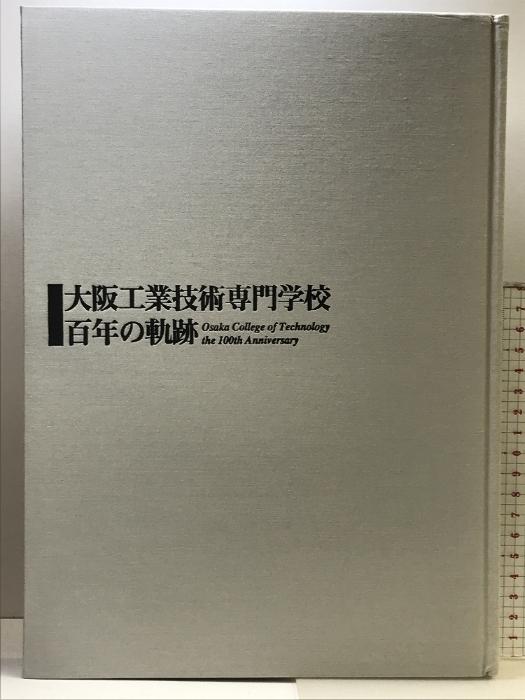 大阪工業技術専門学校
百年の軌跡 Osaka College of Technology
the 100th Anniversary